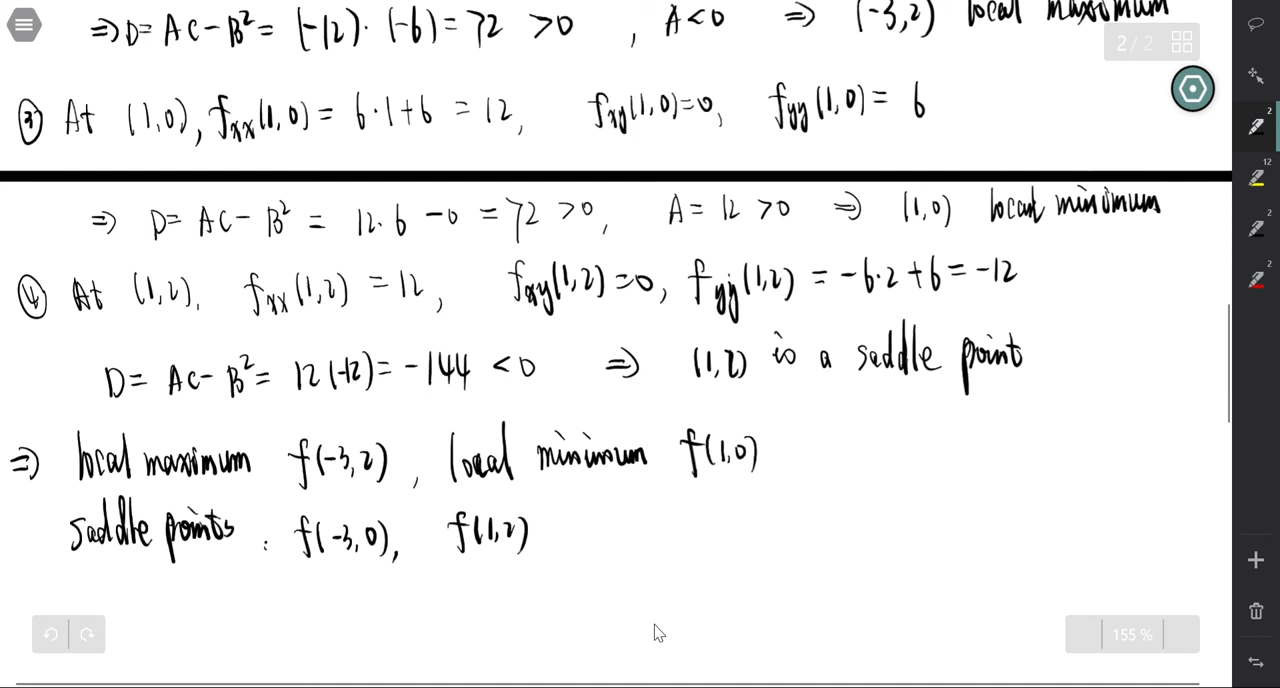 ⇒ D= AC − B² = (−12)·(−6) = 72 >0 , A<0 ⇒ (−3,2) local maximum
2 / 2
③ At (1,0), fxx(1,0) = 6·1+6 = 12, fxy(1,0)=0, fyy(1,0) = 6
⇒ D= AC − B² = 12·6 −0 = 72 >0, A= 12 >0 ⇒ (1,0) local minimum
④ At (1,2), fxx(1,2) = 12, fxy(1,2)=0, fyy(1,2) = −6·2+6 = −12
D= AC − B² = 12(−12) = −144 <0 ⇒ (1,2) is a saddle point
⇒ local maximum f(−3,2), local minimum f(1,0)
saddle points : f(−3,0), f(1,2)
155 %
2
12
2
2